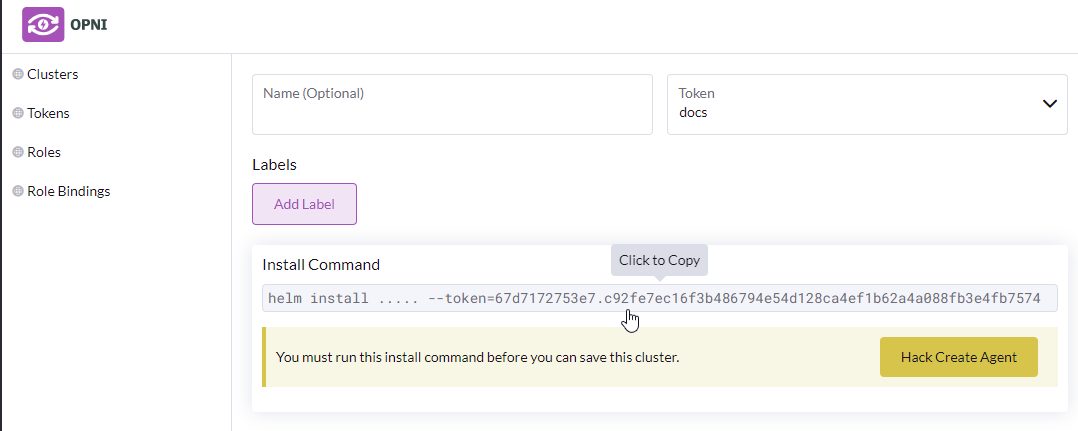 OPNI
Clusters
Tokens
Roles
Role Bindings
Name (Optional)
Token
docs
Labels
Add Label
Install Command
Click to Copy
helm install ..... --token=67d7172753e7.c92fe7ec16f3b486794e54d128ca4ef1b62a4a088fb3e4fb7574
You must run this install command before you can save this cluster.
Hack Create Agent